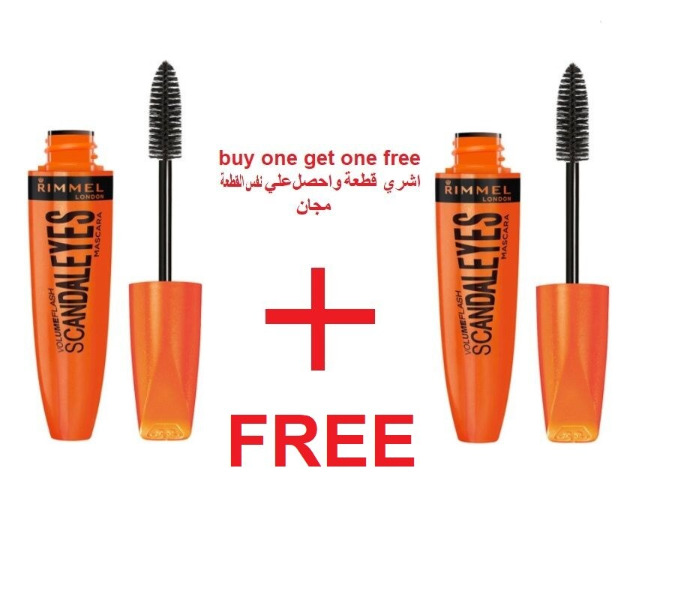 buy one get one free
اشري قطعة واحصل علي نفس القطعة
مجان
FREE
RIMMEL
LONDON
VOLUMEFLASH
SCANDALEYES
MASCARA
RIMMEL
LONDON
VOLUMEFLASH
SCANDALEYES
MASCARA